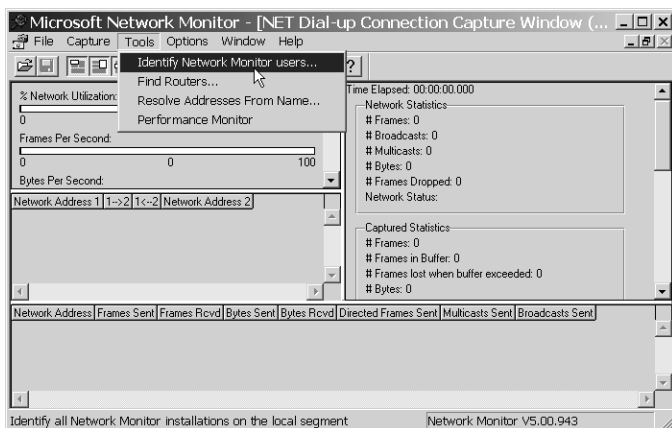 Microsoft Network Monitor - [NET Dial-up Connection Capture Window (...
File Capture Tools Options Window Help
Identify Network Monitor users...
Find Routers...
Resolve Addresses From Name...
Performance Monitor
?
% Network Utilization:
0
Frames Per Second:
0 0 100
Bytes Per Second:
Time Elapsed: 00:00:00.000
Network Statistics
# Frames: 0
# Broadcasts: 0
# Multicasts: 0
# Bytes: 0
# Frames Dropped: 0
Network Status:
Captured Statistics
# Frames: 0
# Frames in Buffer: 0
# Frames lost when buffer exceeded: 0
# Bytes: 0
Network Address 1 1-->2 1<--2 Network Address 2
Network Address Frames Sent Frames Rcvd Bytes Sent Bytes Rcvd Directed Frames Sent Multicasts Sent Broadcasts Sent
Identify all Network Monitor installations on the local segment
Network Monitor V5.00.943